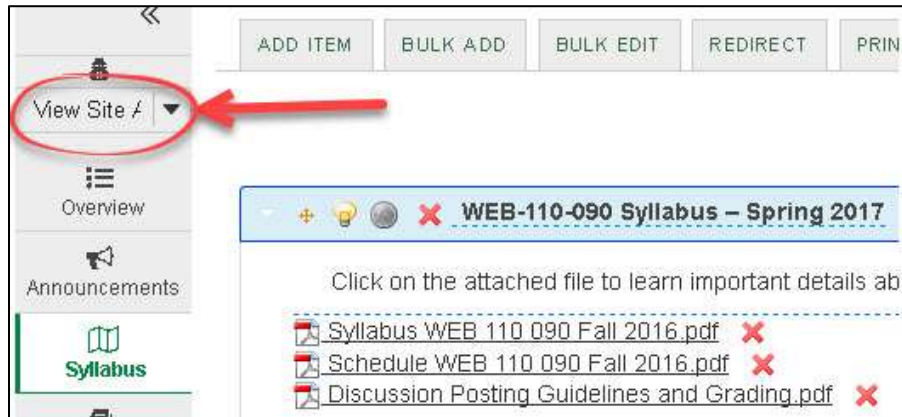 «
ADD ITEM BULK ADD BULK EDIT REDIRECT PRIN
View Site A
Overview
Announcements
Syllabus
WEB-110-090 Syllabus – Spring 2017
Click on the attached file to learn important details ab
Syllabus WEB 110 090 Fall 2016.pdf
Schedule WEB 110 090 Fall 2016.pdf
Discussion Posting Guidelines and Grading.pdf